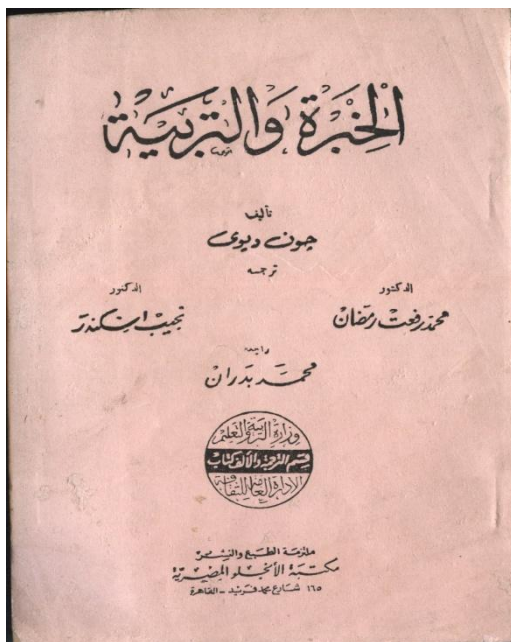 الخبرة والتربية
تأليف
جون ديوى
ترجمه
الدكتور
محمد رفعت رمضان
الدكتور
نجيب اسكندر
راجعه
محمد بدران
وزارة التربية والتعليم
قسم الترجمة والألف كتاب
الإدارة العامة للثقافة
ملتزمة الطبع والنشر
مكتبة الأنجلو المصرية
١٦٥ شارع محمد فريد - القاهرة